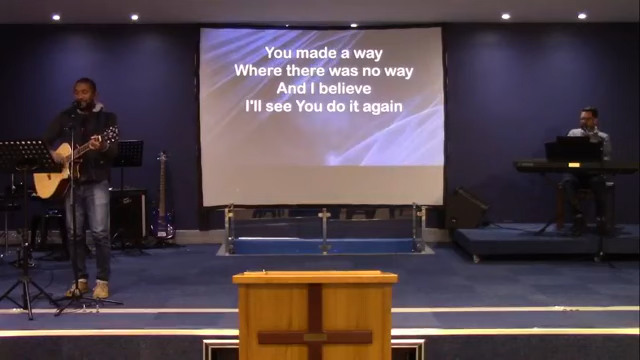 You made a way
Where there was no way
And I believe
I'll see You do it again